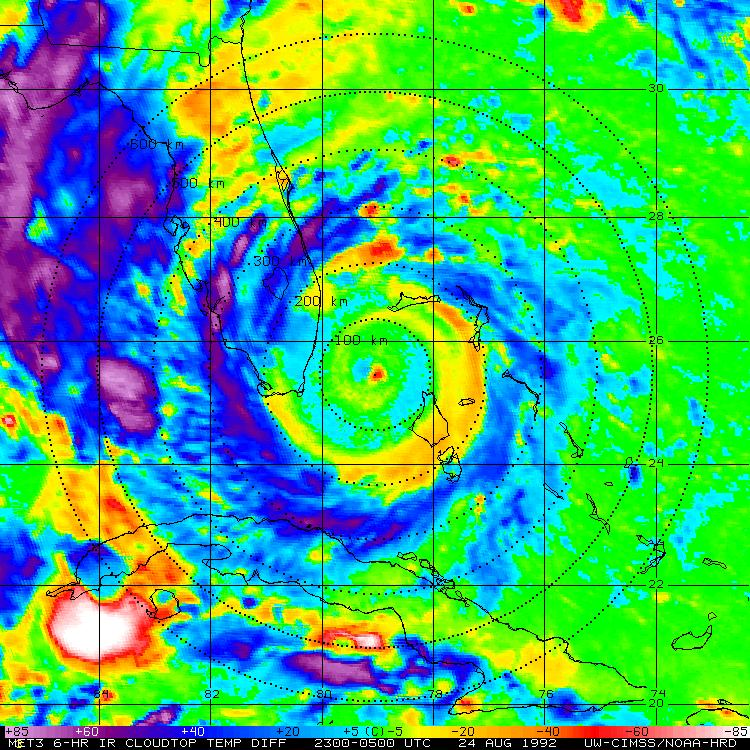 30
600 km
500 km
400 km
28
300 km
200 km
100 km
26
24
22
84 82 80 78 76 74
20
+85 +60 +40 +20 +5 (C)-5 -20 -40 -60 -85
MET3 6-HR IR CLOUDTOP TEMP DIFF 2300-0500 UTC 24 AUG 1992 UW-CIMSS/NOAA-HRD